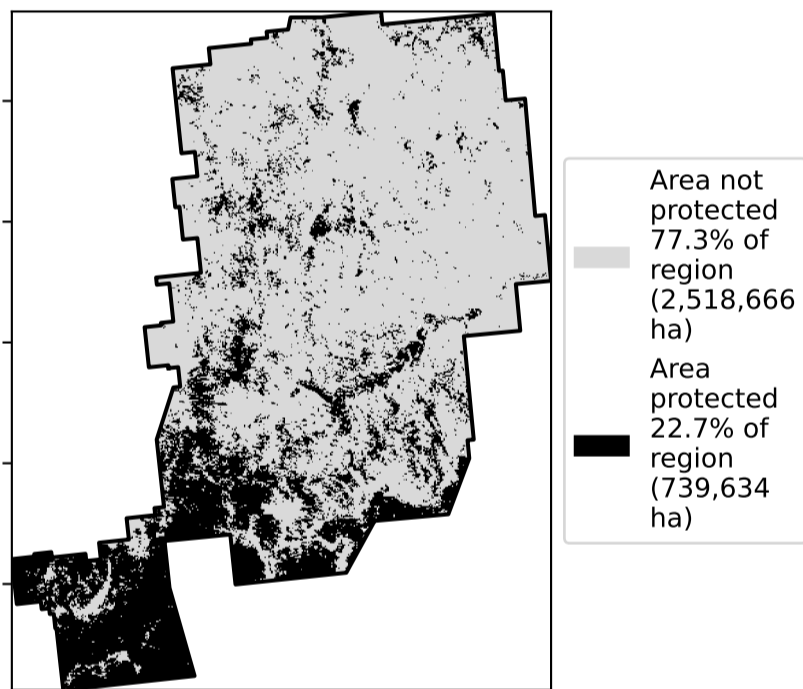 Area not
protected
77.3% of
region
(2,518,666
ha)
Area
protected
22.7% of
region
(739,634
ha)